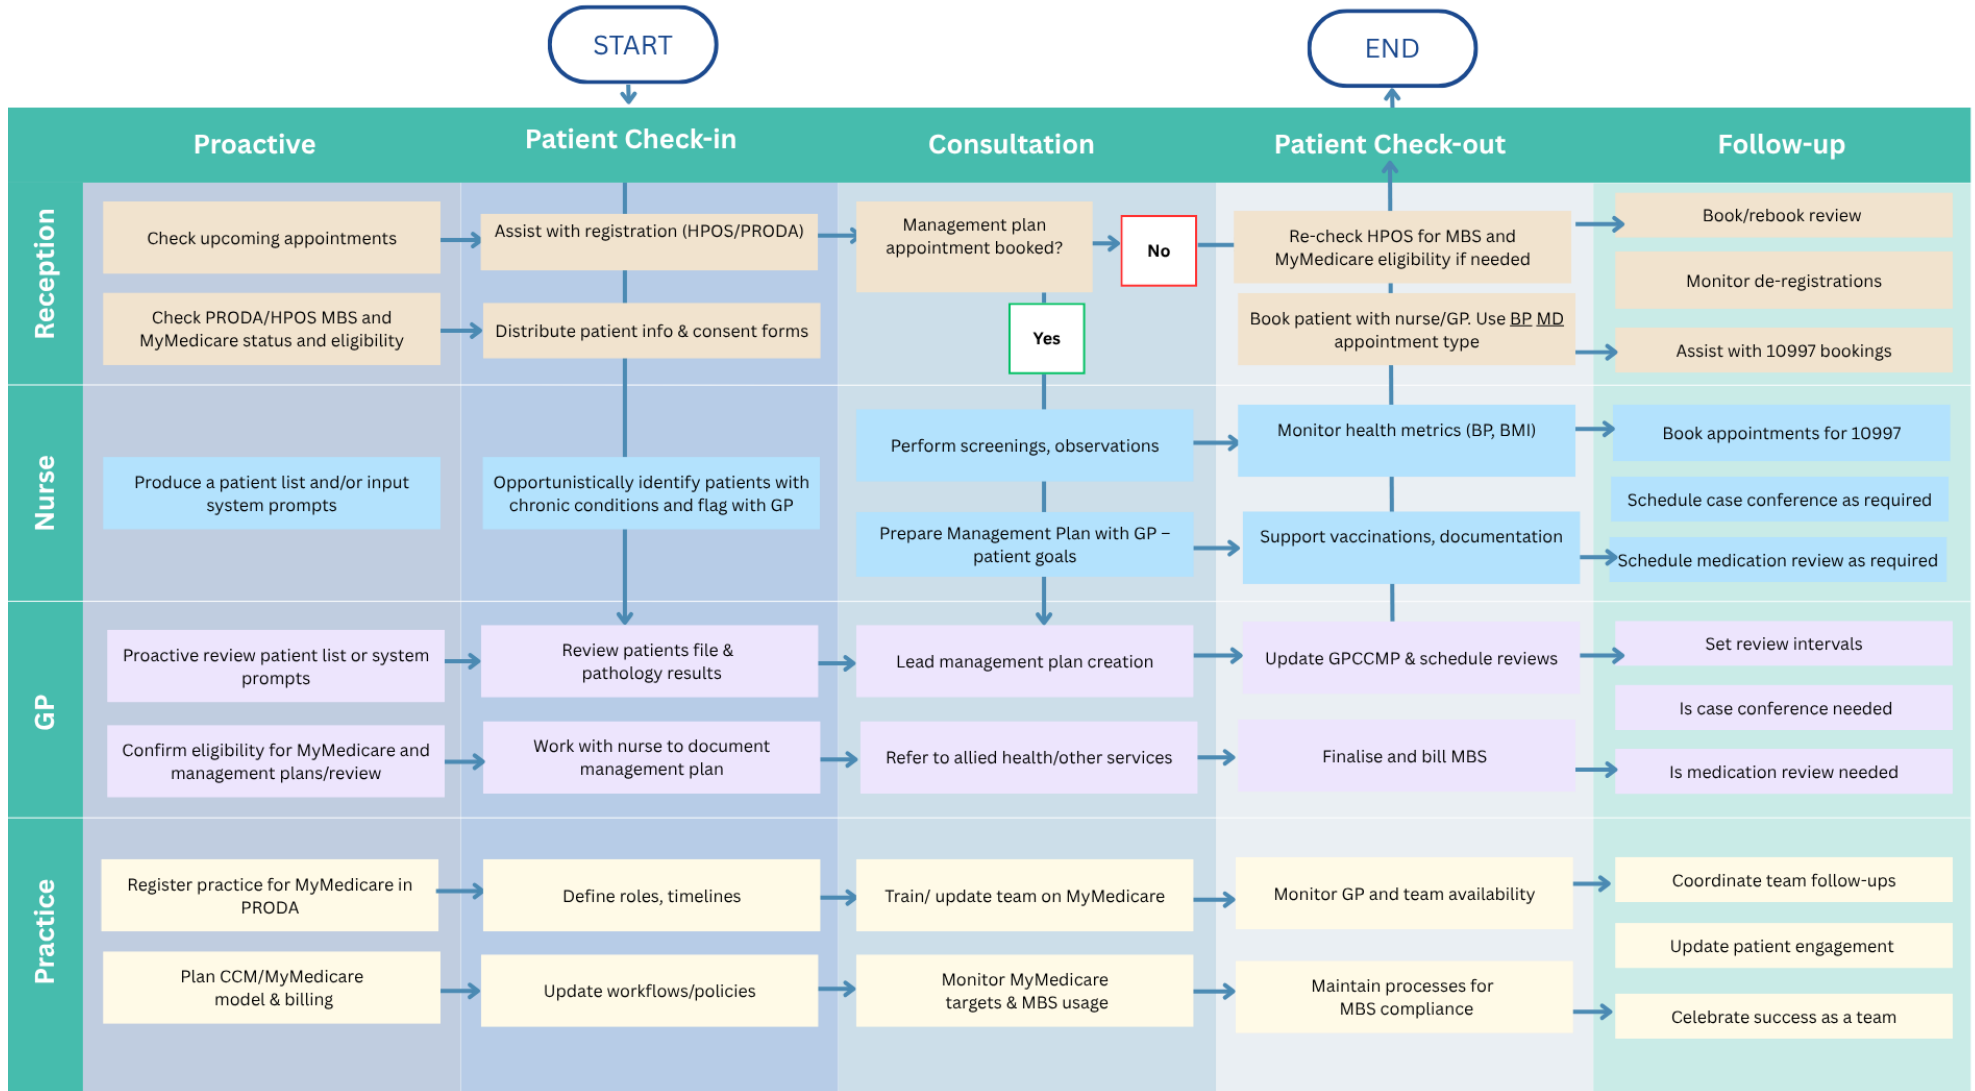 START
END
Proactive
Patient Check-in
Consultation
Patient Check-out
Follow-up
Reception
Check upcoming appointments
Assist with registration (HPOS/PRODA)
Management plan
appointment booked?
No
Re-check HPOS for MBS and
MyMedicare eligibility if needed
Book/rebook review
Monitor de-registrations
Check PRODA/HPOS MBS and
MyMedicare status and eligibility
Distribute patient info & consent forms
Yes
Book patient with nurse/GP. Use BP MD
appointment type
Assist with 10997 bookings
Nurse
Produce a patient list and/or input
system prompts
Opportunistically identify patients with
chronic conditions and flag with GP
Perform screenings, observations
Monitor health metrics (BP, BMI)
Book appointments for 10997
Schedule case conference as required
Prepare Management Plan with GP –
patient goals
Support vaccinations, documentation
Schedule medication review as required
GP
Proactive review patient list or system
prompts
Review patients file &
pathology results
Lead management plan creation
Update GPCCMP & schedule reviews
Set review intervals
Is case conference needed
Confirm eligibility for MyMedicare and
management plans/review
Work with nurse to document
management plan
Refer to allied health/other services
Finalise and bill MBS
Is medication review needed
Practice
Register practice for MyMedicare in
PRODA
Define roles, timelines
Train/ update team on MyMedicare
Monitor GP and team availability
Coordinate team follow-ups
Update patient engagement
Plan CCM/MyMedicare
model & billing
Update workflows/policies
Monitor MyMedicare
targets & MBS usage
Maintain processes for
MBS compliance
Celebrate success as a team